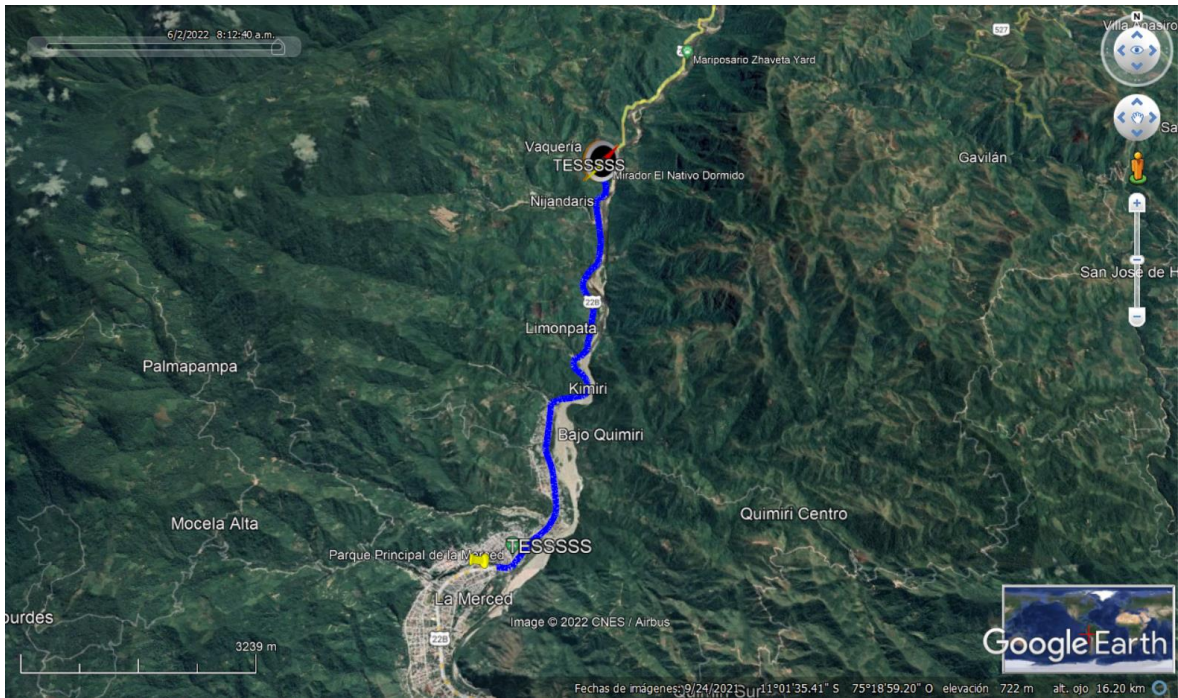 6/2/2022 8:12:40 a.m.
N
527
Mariposario Zhaveta Yard
Vaquería
Gavilán
TESSSSS
Mirador El Nativo Dormido
Nijandaris
San José de H
22B
Limonpata
Palmapampa
Kimiri
Bajo Quimiri
Quimiri Centro
Mocela Alta
TESSSSS
Parque Principal de la Merced
La Merced
ourdes
Image © 2022 CNES / Airbus
22B
3239 m
Google Earth
Fechas de imágenes: 9/24/2021 11°01'35.41" S 75°18'59.20" O elevación 722 m alt. ojo 16.20 km